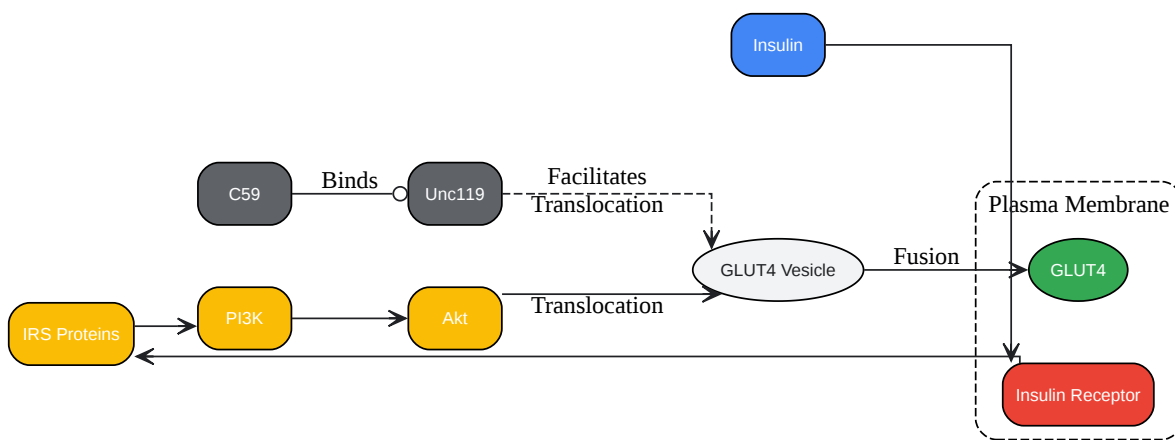 Insulin
C59
Binds
Unc119
Facilitates
Translocation
Plasma Membrane
GLUT4 Vesicle
Fusion
GLUT4
IRS Proteins
PI3K
Akt
Translocation
Insulin Receptor